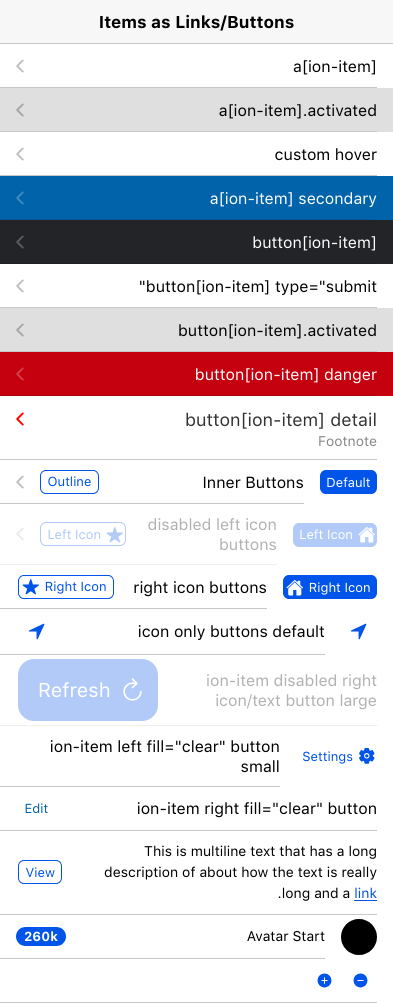 Items as Links/Buttons
a[ion-item]
a[ion-item].activated
custom hover
a[ion-item] secondary
button[ion-item]
"button[ion-item] type="submit
button[ion-item].activated
button[ion-item] danger
button[ion-item] detail
Footnote
Default Inner Buttons Outline
Left Icon disabled left icon Left Icon
buttons
Right Icon right icon buttons Right Icon
icon only buttons default
ion-item disabled right
icon/text button large
Refresh
Settings
ion-item left fill="clear" button
small
ion-item right fill="clear" button Edit
This is multiline text that has a long
description of about how the text is really
.long and a link
View
Avatar Start 260k